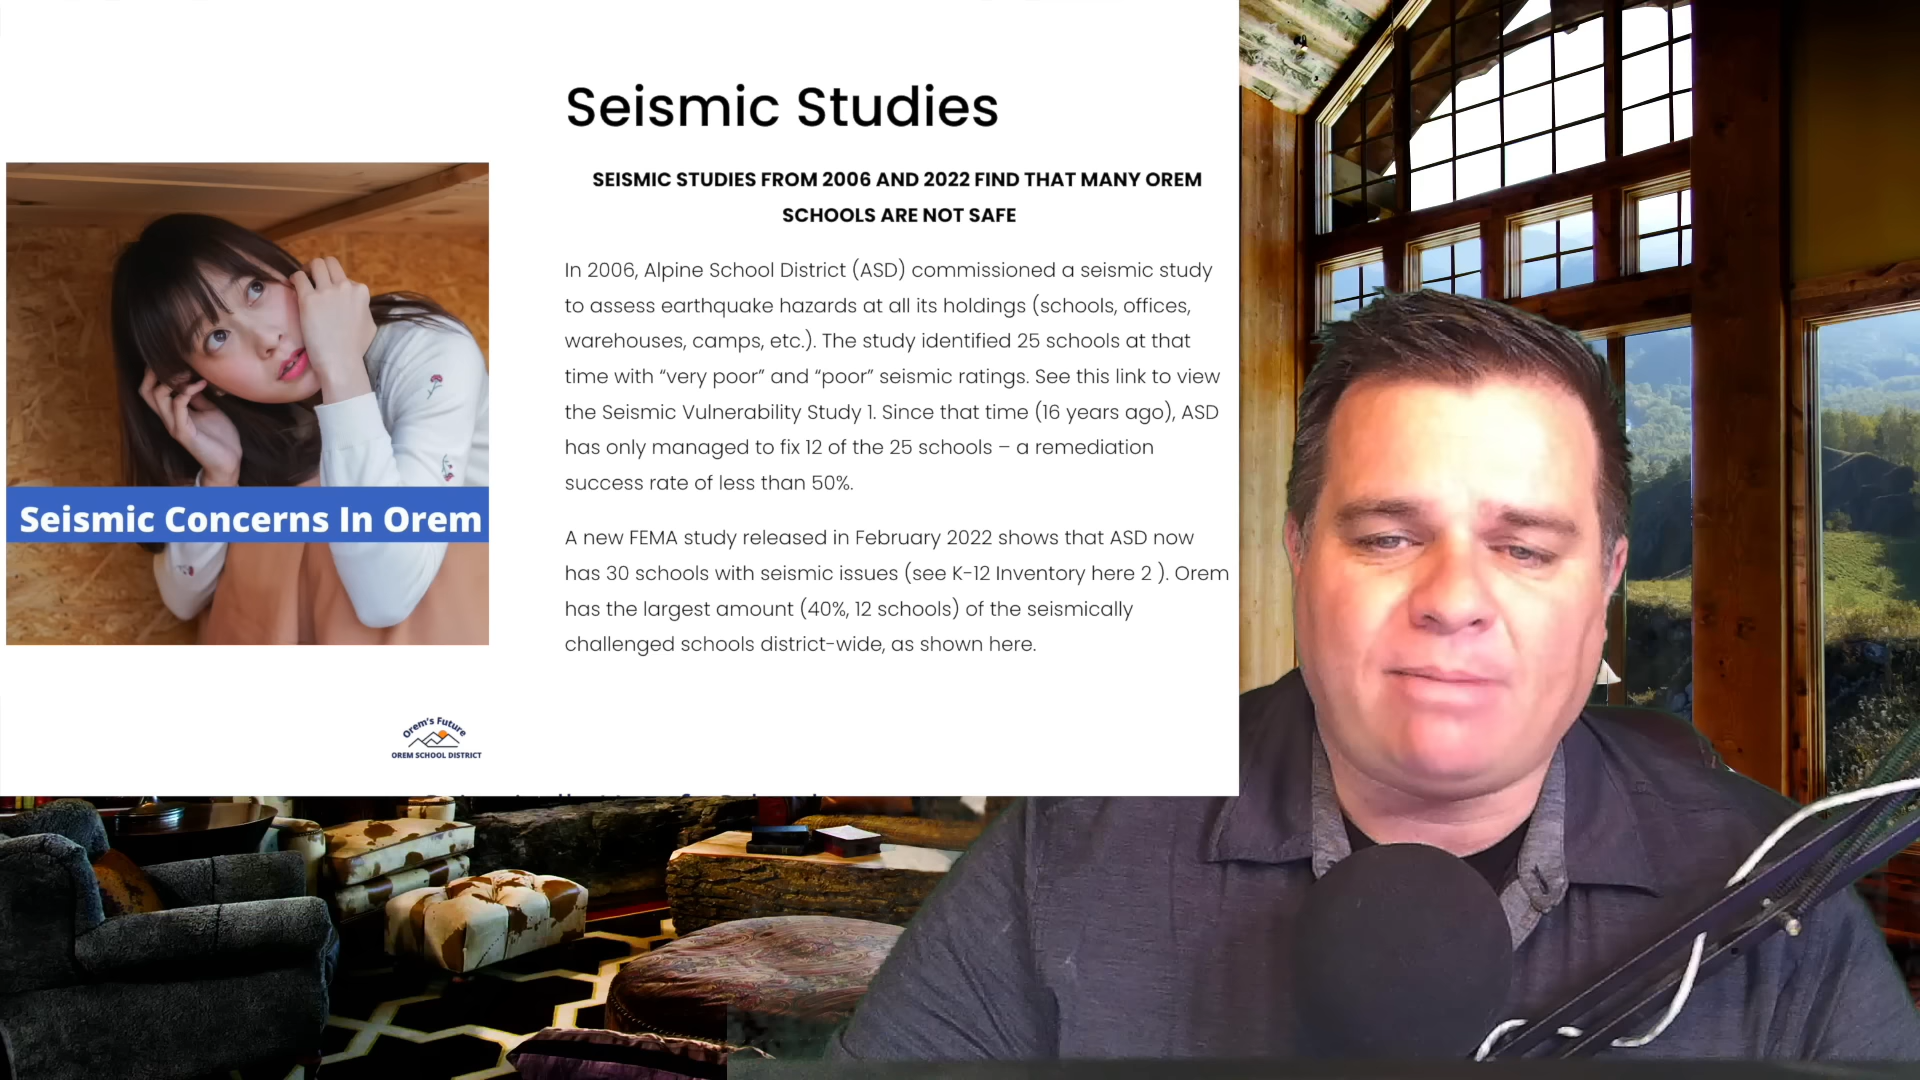 Seismic Studies
SEISMIC STUDIES FROM 2006 AND 2022 FIND THAT MANY OREM
SCHOOLS ARE NOT SAFE
In 2006, Alpine School District (ASD) commissioned a seismic study
to assess earthquake hazards at all its holdings (schools, offices,
warehouses, camps, etc.). The study identified 25 schools at that
time with “very poor” and “poor” seismic ratings. See this link to view
the Seismic Vulnerability Study 1. Since that time (16 years ago), ASD
has only managed to fix 12 of the 25 schools – a remediation
success rate of less than 50%.
A new FEMA study released in February 2022 shows that ASD now
has 30 schools with seismic issues (see K-12 Inventory here 2 ). Orem
has the largest amount (40%, 12 schools) of the seismically
challenged schools district-wide, as shown here.
Seismic Concerns In Orem
Orem's Future
OREM SCHOOL DISTRICT